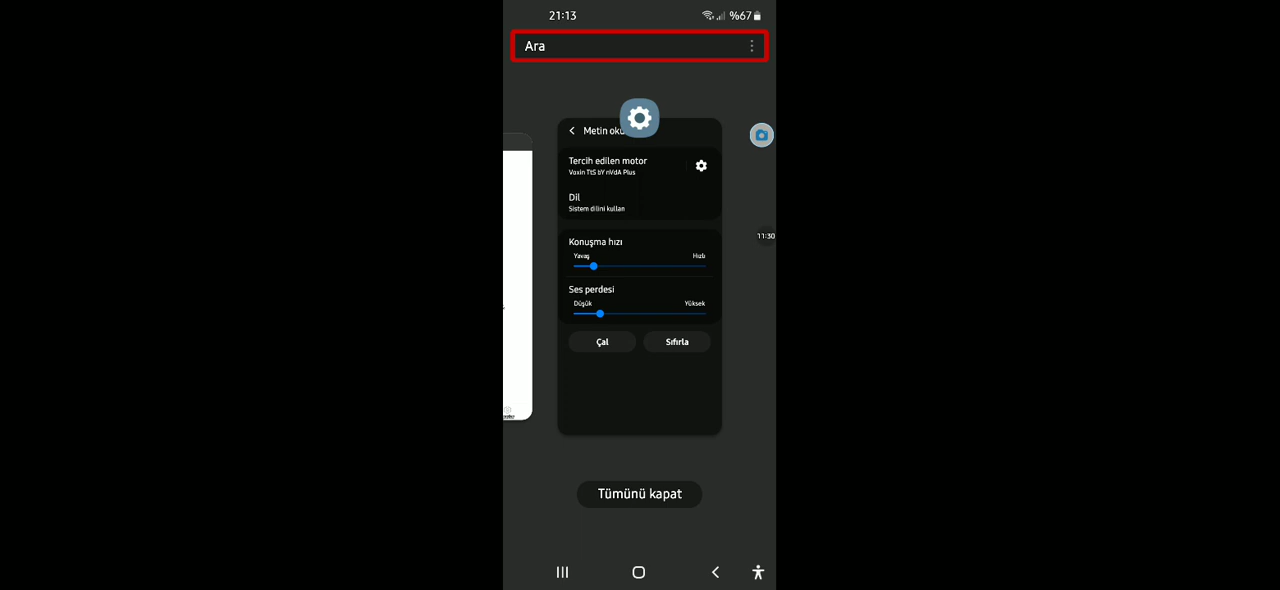 21:13
%67
Ara
Metin oku
Tercih edilen motor
Voxin TtS bY nVdA Plus
Dil
Sistem dilini kullan
11:30
Konuşma hızı
Yavaş Hızlı
Ses perdesi
Düşük Yüksek
Çal Sıfırla
Tümünü kapat